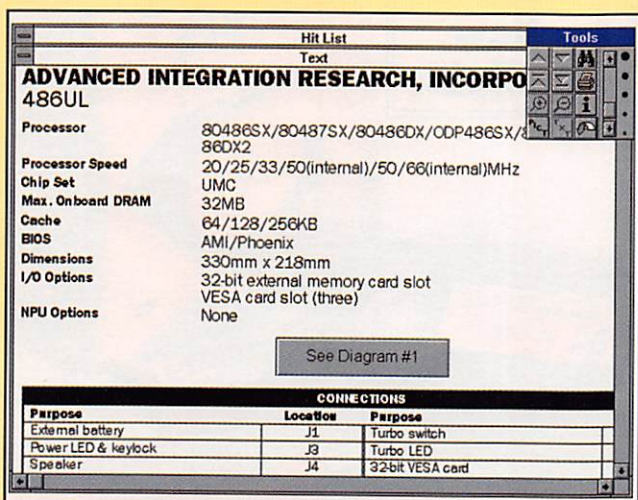 Hit List
Tools
Text
ADVANCED INTEGRATION RESEARCH, INCORPO
486UL
Processor 80486SX/80487SX/80486DX/ODP486SX/
86DX2
Processor Speed 20/25/33/50(internal)/50/66(internal)MHz
Chip Set UMC
Max. Onboard DRAM 32MB
Cache 64/128/256KB
BIOS AMI/Phoenix
Dimensions 330mm x 218mm
I/O Options 32-bit external memory card slot
VESA card slot (three)
NPU Options None
See Diagram #1
CONNECTIONS
Purpose Location Purpose
External battery J1 Turbo switch
Power LED & keylock J3 Turbo LED
Speaker J4 32-bit VESA card